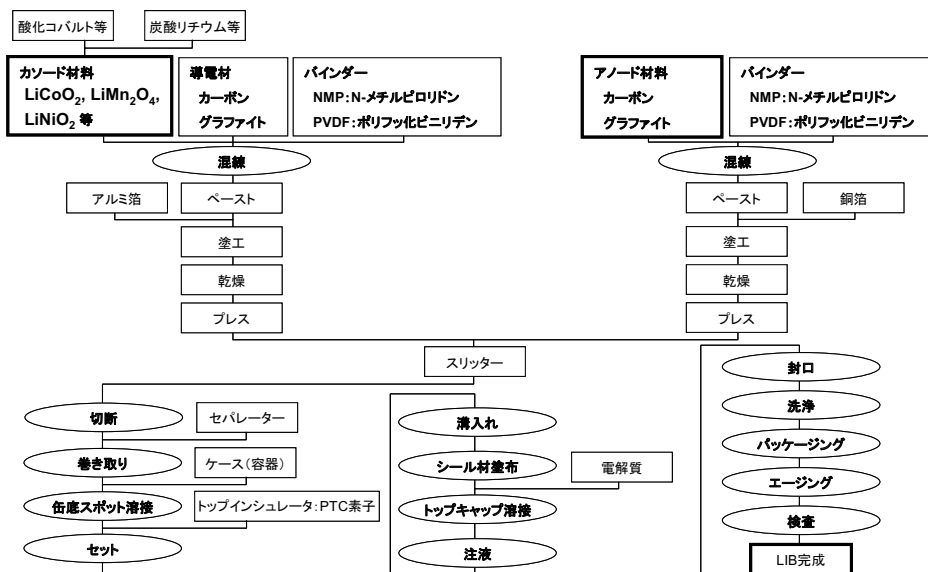 酸化コバルト等
炭酸リチウム等
カソード材料
LiCoO₂, LiMn₂O₄,
LiNiO₂ 等
導電材
カーボン
グラファイト
バインダー
NMP:N-メチルピロリドン
PVDF:ポリフッ化ビニリデン
アノード材料
カーボン
グラファイト
バインダー
NMP:N-メチルピロリドン
PVDF:ポリフッ化ビニリデン
混練
混練
アルミ箔
ペースト
ペースト
銅箔
塗工
塗工
乾燥
乾燥
プレス
プレス
スリッター
切断
セパレーター
巻き取り
ケース(容器)
缶底スポット溶接
トップインシュレータ:PTC素子
セット
溝入れ
シール材塗布
電解質
トップキャップ溶接
注液
封口
洗浄
パッケージング
エージング
検査
LIB完成